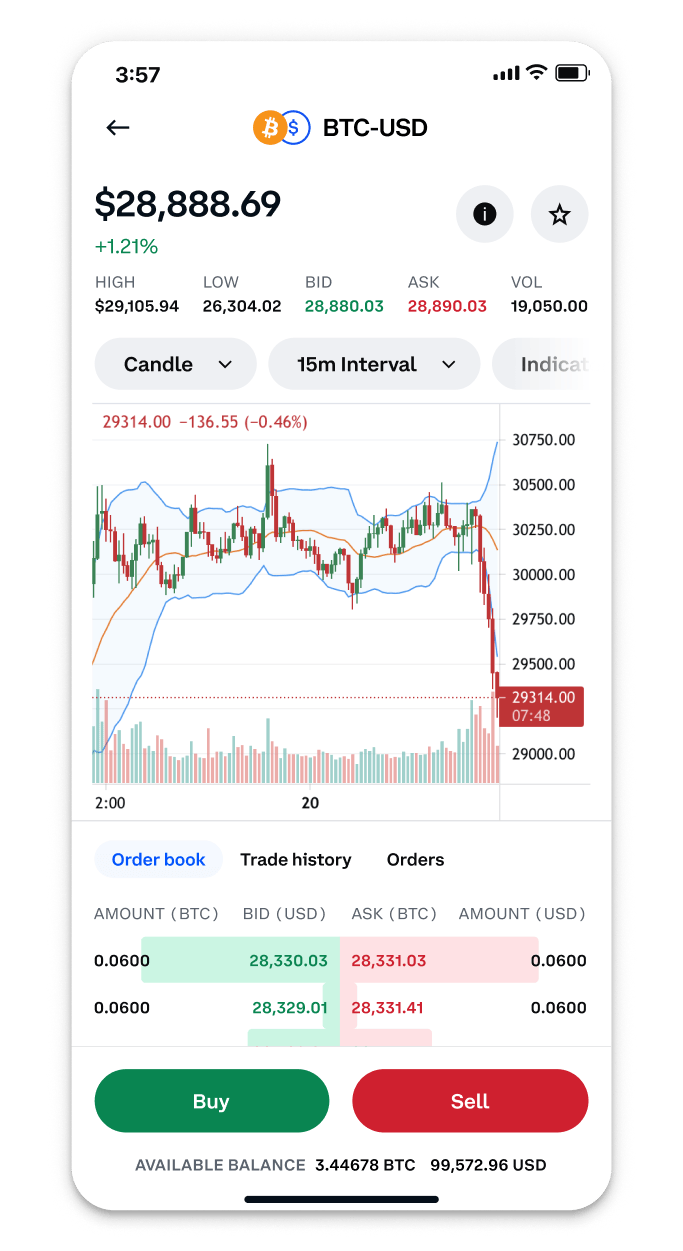 3:57
BTC-USD
$28,888.69
+1.21%
HIGH LOW BID ASK VOL
$29,105.94 26,304.02 28,880.03 28,890.03 19,050.00
Candle 15m Interval Indicat
29314.00 −136.55 (−0.46%)
30750.00
30500.00
30250.00
30000.00
29750.00
29500.00
29314.00
07:48
29000.00
2:00 20
Order book Trade history Orders
AMOUNT (BTC) BID (USD) ASK (BTC) AMOUNT (USD)
0.0600 28,330.03 28,331.03 0.0600
0.0600 28,329.01 28,331.41 0.0600
Buy Sell
AVAILABLE BALANCE 3.44678 BTC 99,572.96 USD